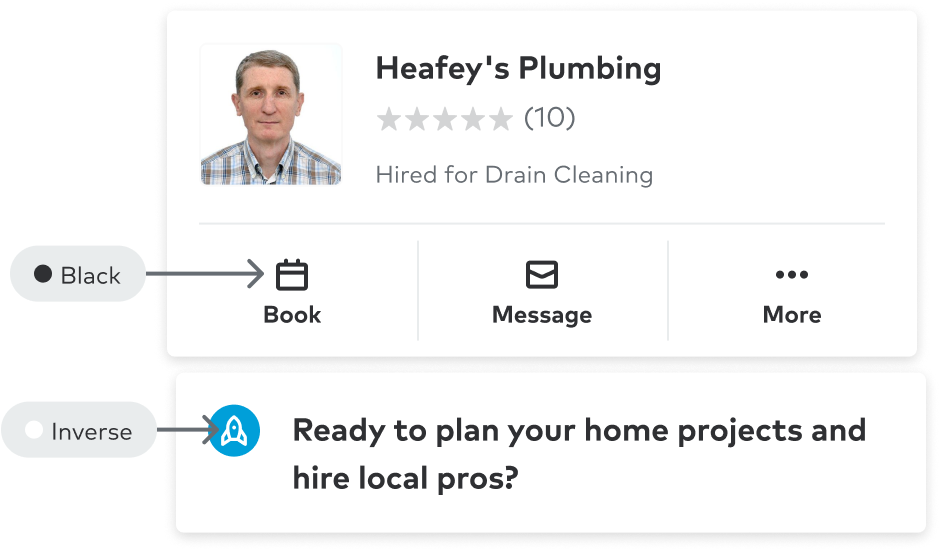 Heafey's Plumbing
(10)
Hired for Drain Cleaning
Black
Book
Message
More
Inverse
Ready to plan your home projects and
hire local pros?